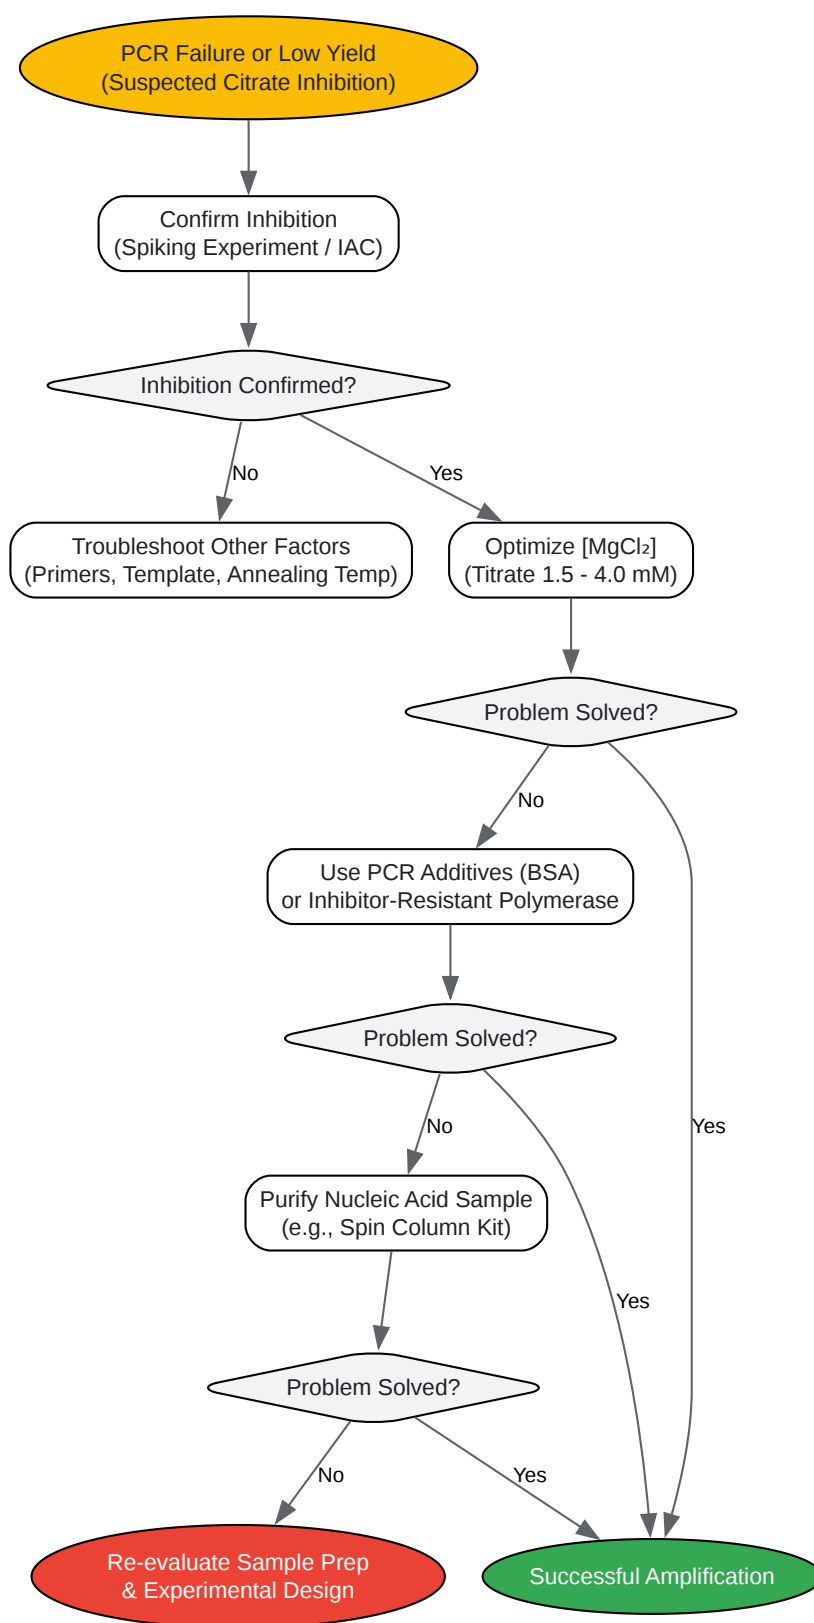 PCR Failure or Low Yield
(Suspected Citrate Inhibition)
Confirm Inhibition
(Spiking Experiment / IAC)
Inhibition Confirmed?
No
Yes
Troubleshoot Other Factors
(Primers, Template, Annealing Temp)
Optimize [MgCl₂]
(Titrate 1.5 - 4.0 mM)
Problem Solved?
No
Use PCR Additives (BSA)
or Inhibitor-Resistant Polymerase
Problem Solved?
No
Yes
Purify Nucleic Acid Sample
(e.g., Spin Column Kit)
Yes
Problem Solved?
No
Yes
Re-evaluate Sample Prep
& Experimental Design
Successful Amplification